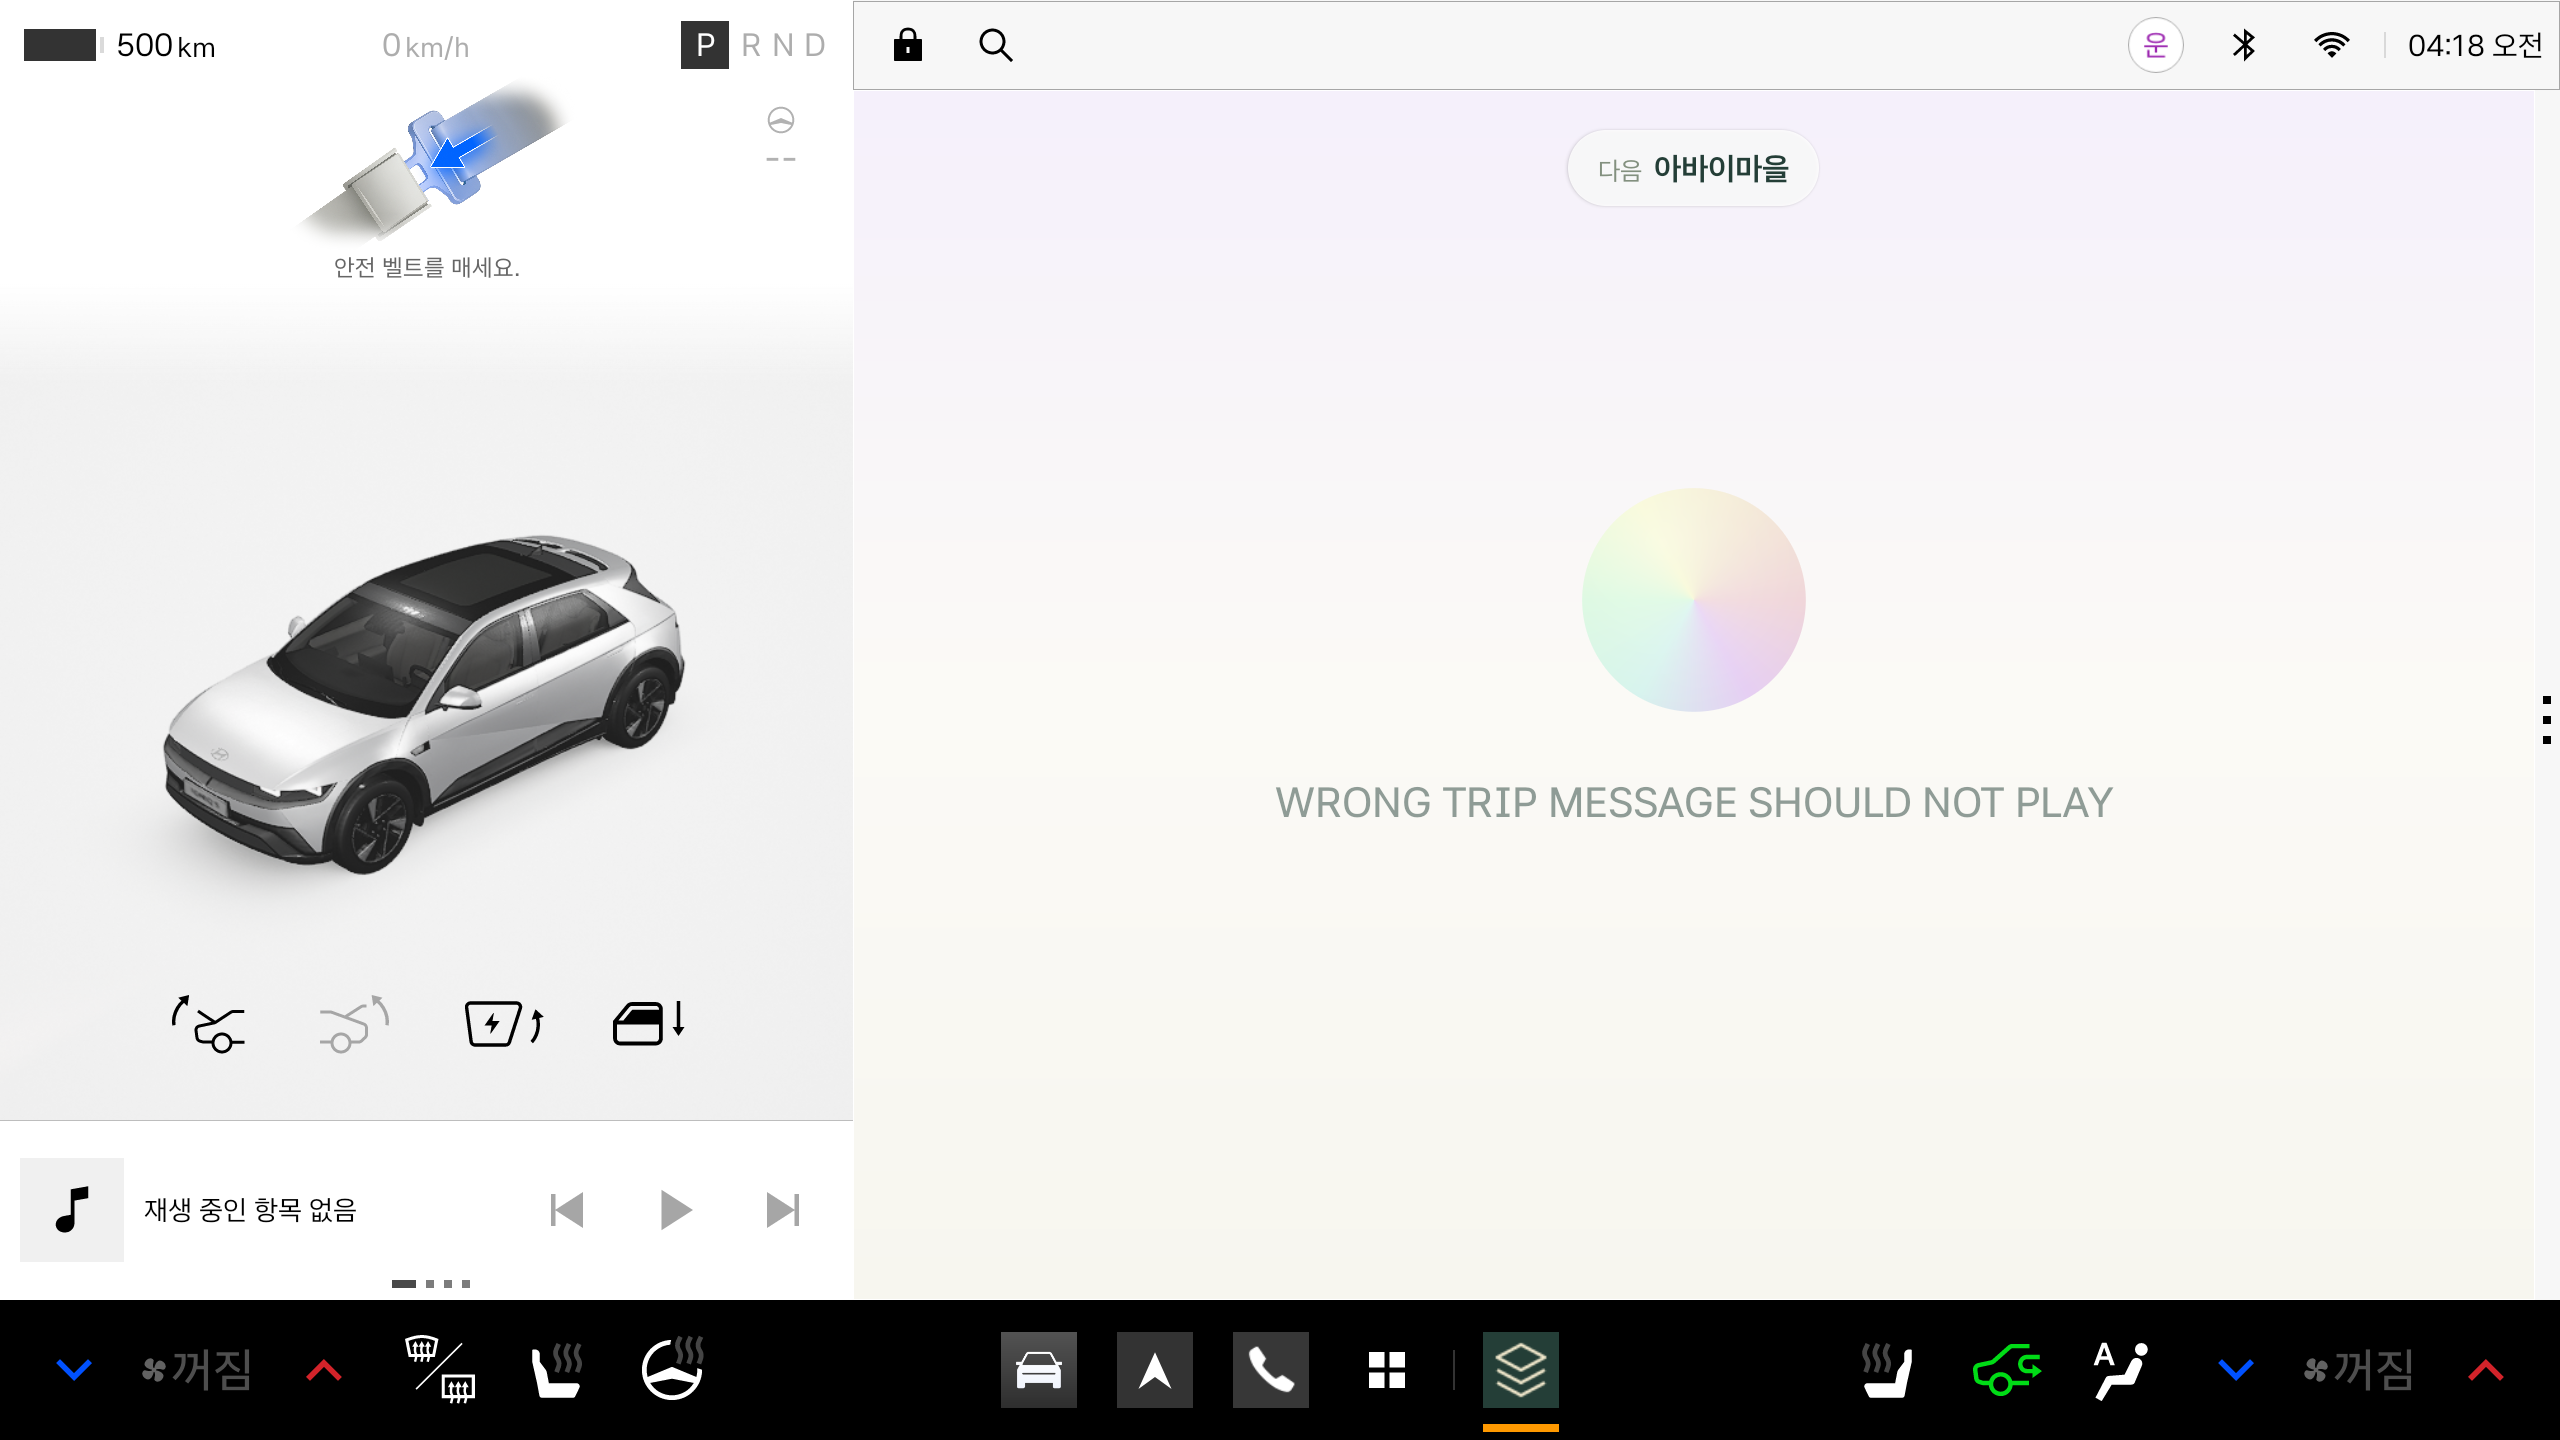 500 km
0 km/h
P R N D
운
04:18 오전
안전 벨트를 매세요.
다음 아바이마을
WRONG TRIP MESSAGE SHOULD NOT PLAY
재생 중인 항목 없음
꺼짐
A
꺼짐